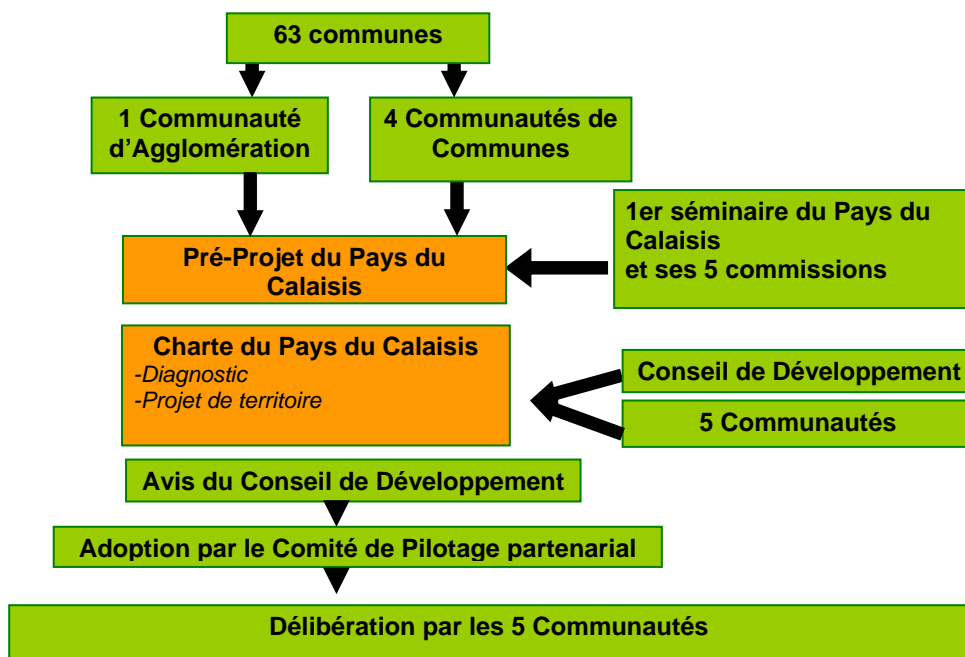 63 communes
1 Communauté
d’Agglomération
4 Communautés de
Communes
1er séminaire du Pays du
Calaisis
et ses 5 commissions
Pré-Projet du Pays du
Calaisis
Charte du Pays du Calaisis
-Diagnostic
-Projet de territoire
Conseil de Développement
5 Communautés
Avis du Conseil de Développement
Adoption par le Comité de Pilotage partenarial
Délibération par les 5 Communautés